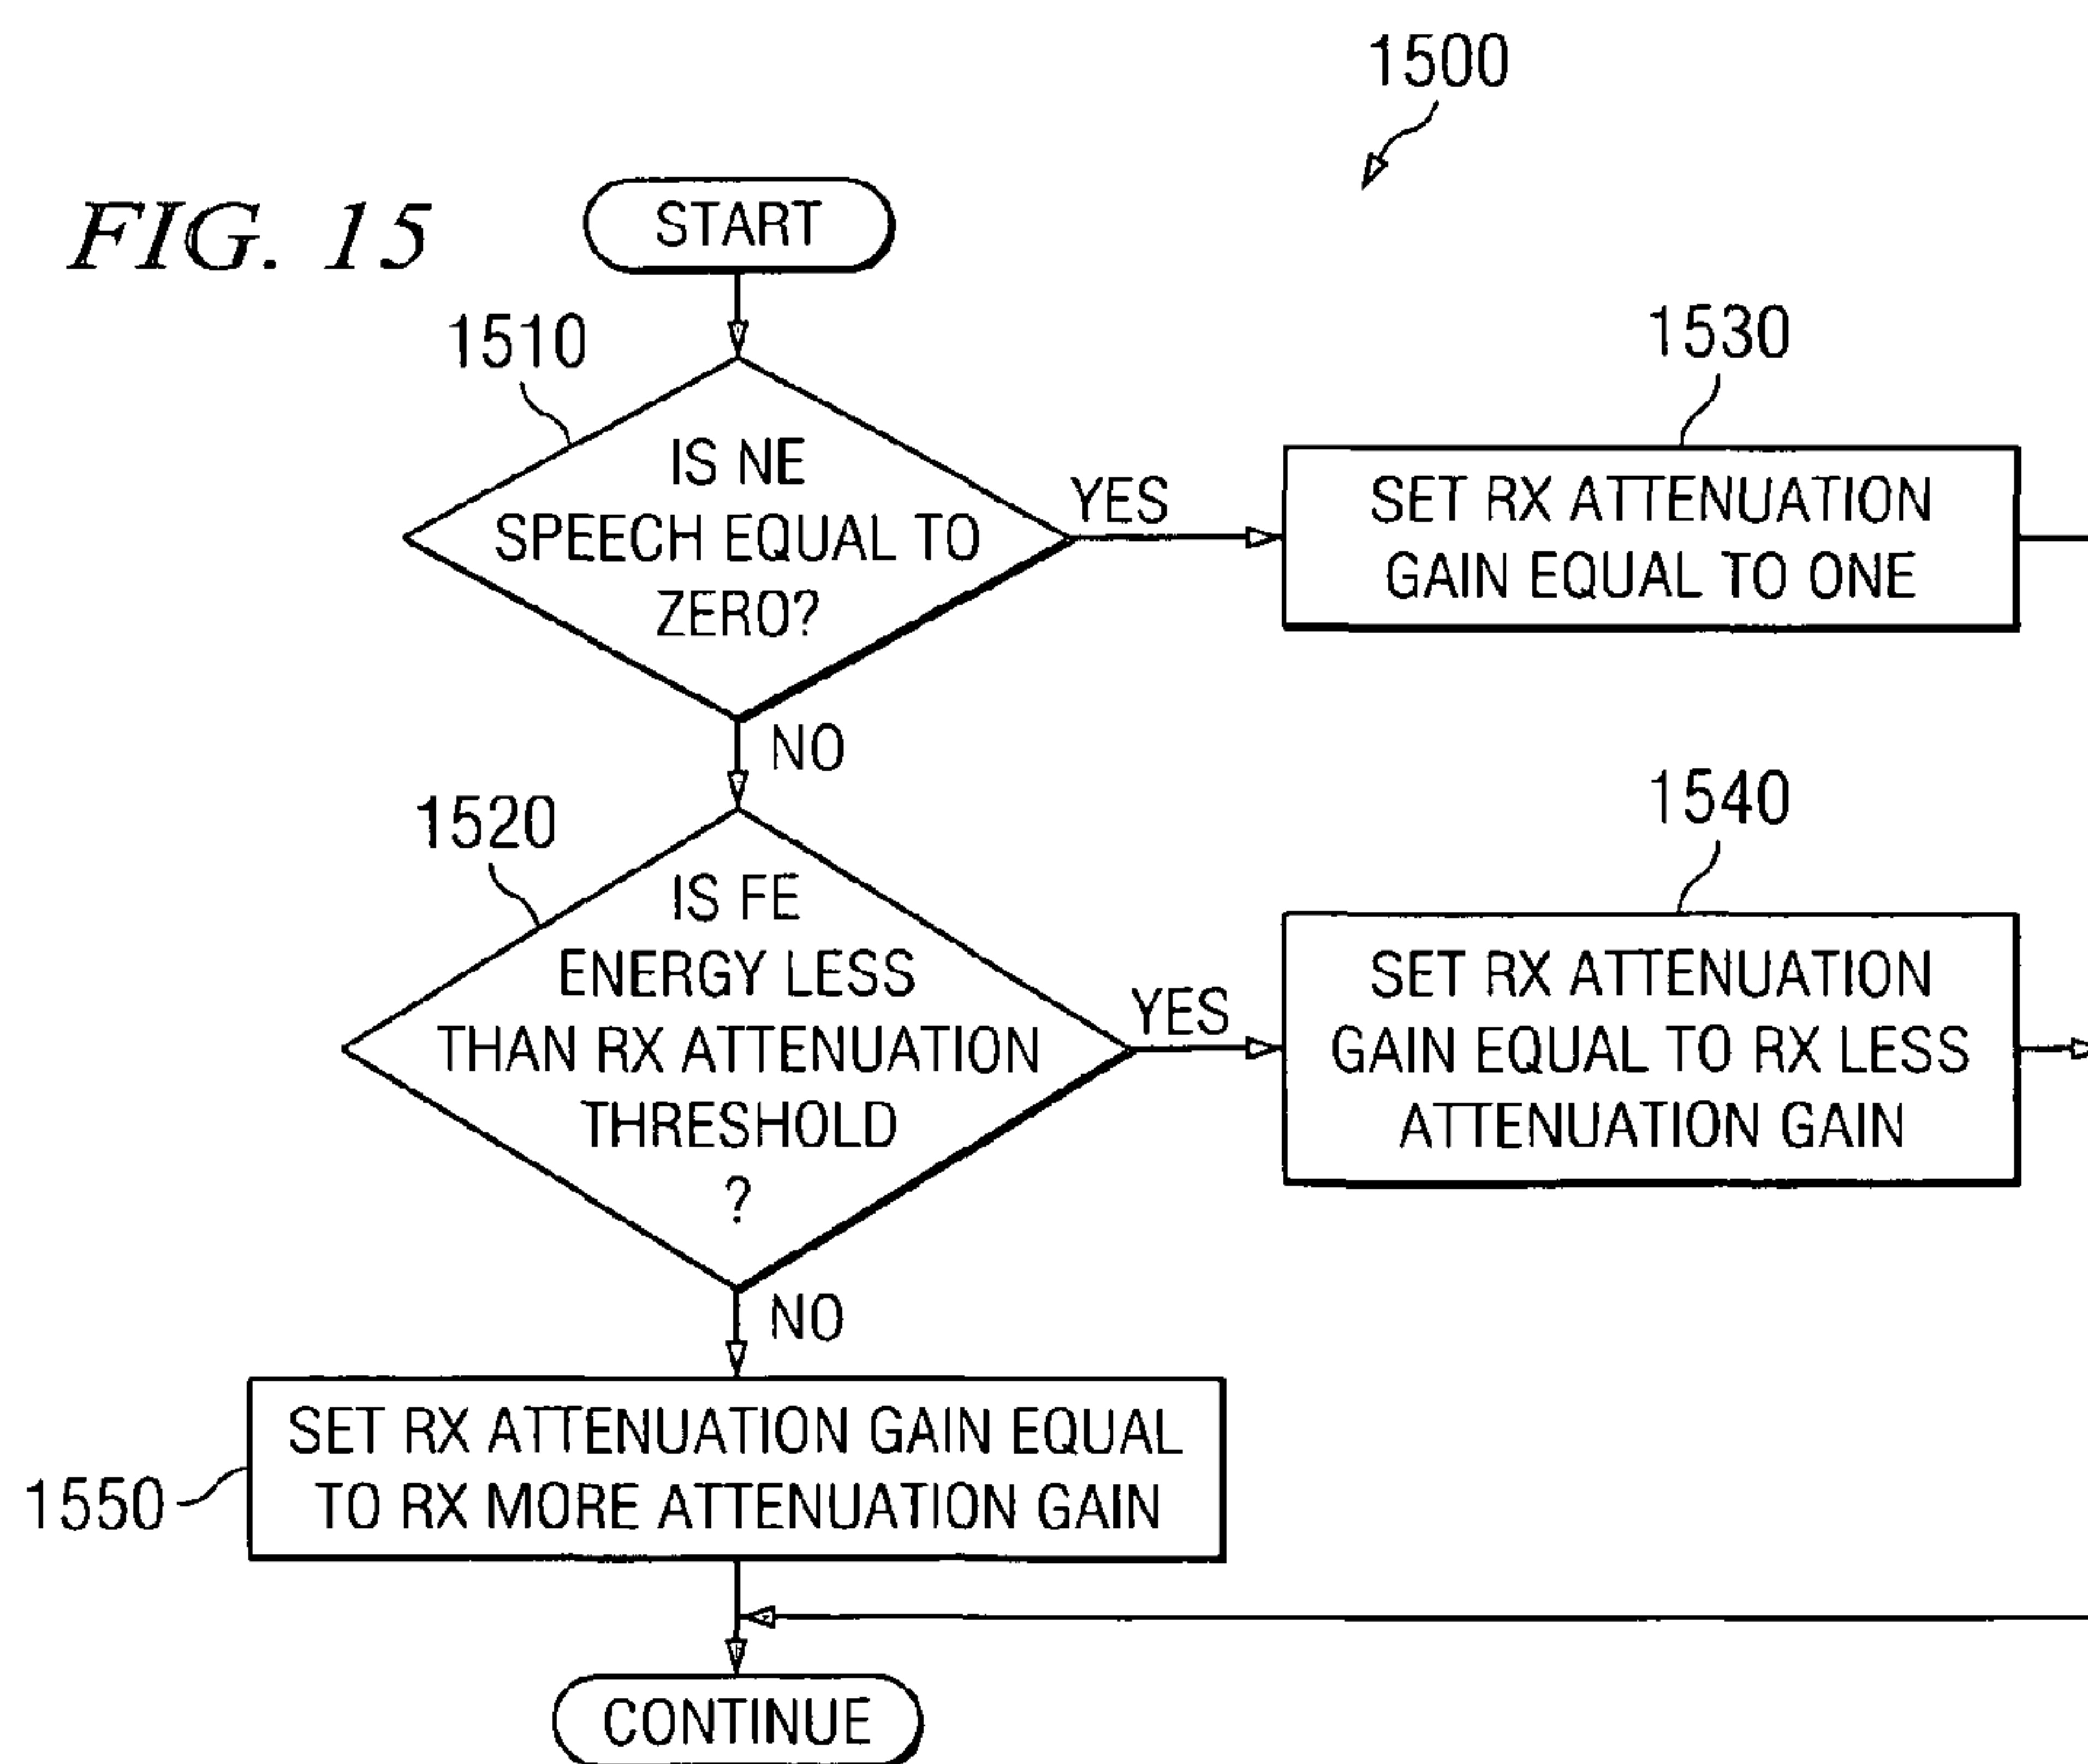 1500
FIG. 15
START
1510
IS NE
SPEECH EQUAL TO
ZERO?
YES
1530
SET RX ATTENUATION
GAIN EQUAL TO ONE
NO
1520
IS FE
ENERGY LESS
THAN RX ATTENUATION
THRESHOLD
?
YES
1540
SET RX ATTENUATION
GAIN EQUAL TO RX LESS
ATTENUATION GAIN
NO
1550
SET RX ATTENUATION GAIN EQUAL
TO RX MORE ATTENUATION GAIN
CONTINUE